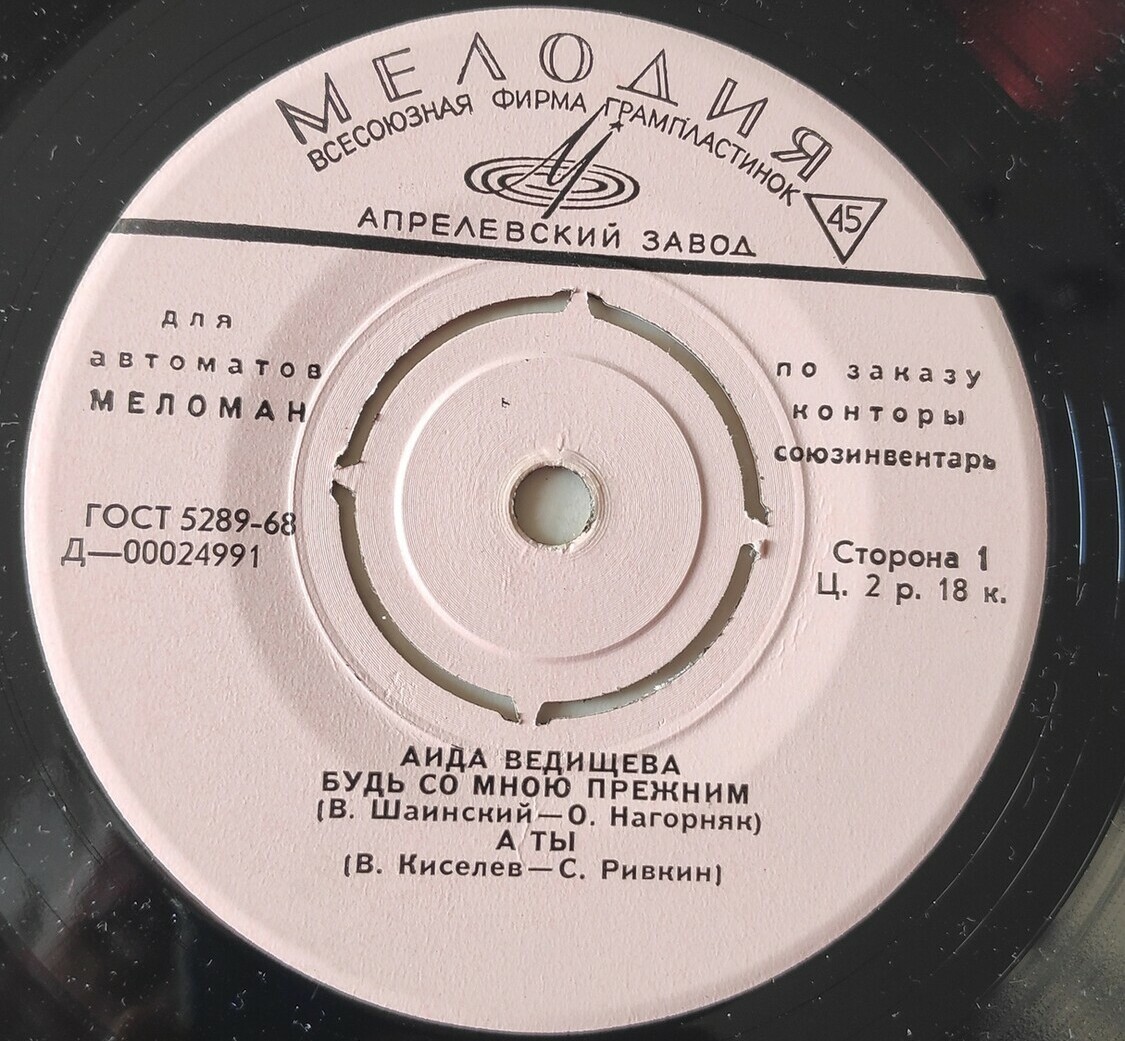 МЕЛОДИЯ
ВСЕСОЮЗНАЯ ФИРМА ГРАМПЛАСТИНОК
45
АПРЕЛЕВСКИЙ ЗАВОД
для
автоматов
МЕЛОМАН
по заказу
конторы
союзинвентарь
ГОСТ 5289-68
Д—00024991
Сторона 1
Ц. 2 р. 18 к.
АИДА ВЕДИЩЕВА
БУДЬ СО МНОЮ ПРЕЖНИМ
(В. Шаинский—О. Нагорняк)
А ТЫ
(В. Киселев—С. Ривкин)